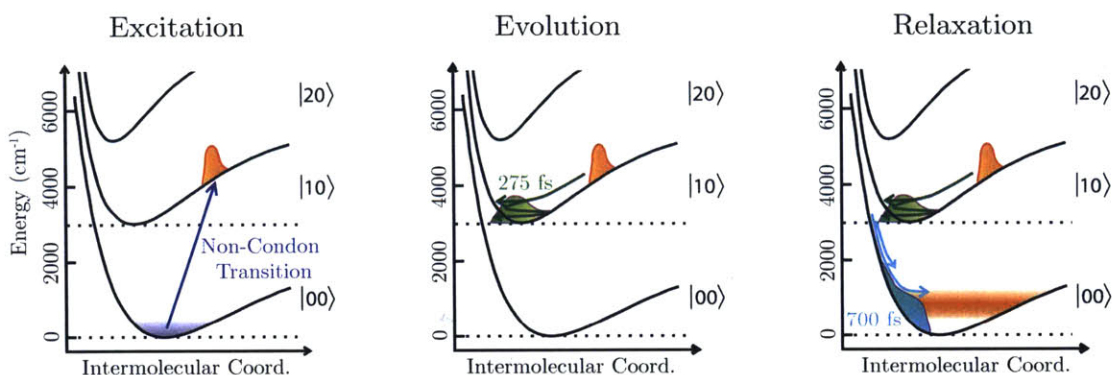 Excitation
Energy (cm⁻¹)
6000
4000
2000
0
|20⟩
|10⟩
|00⟩
Non-Condon
Transition
Intermolecular Coord.
Evolution
6000
4000
2000
0
|20⟩
|10⟩
|00⟩
275 fs
Intermolecular Coord.
Relaxation
6000
4000
2000
0
|20⟩
|10⟩
|00⟩
700 fs
Intermolecular Coord.